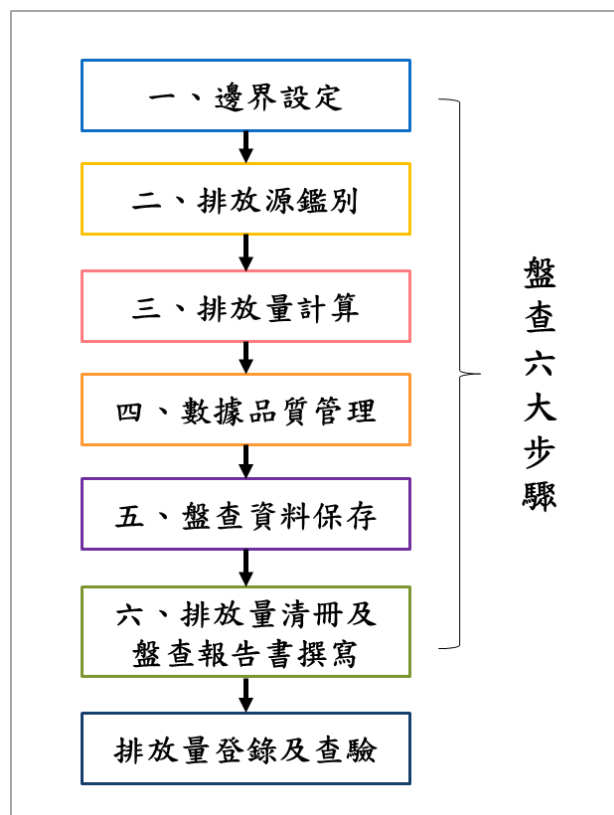 一、邊界設定
二、排放源鑑別
三、排放量計算
四、數據品質管理
五、盤查資料保存
六、排放量清冊及
盤查報告書撰寫
排放量登錄及查驗
盤查六大步驟